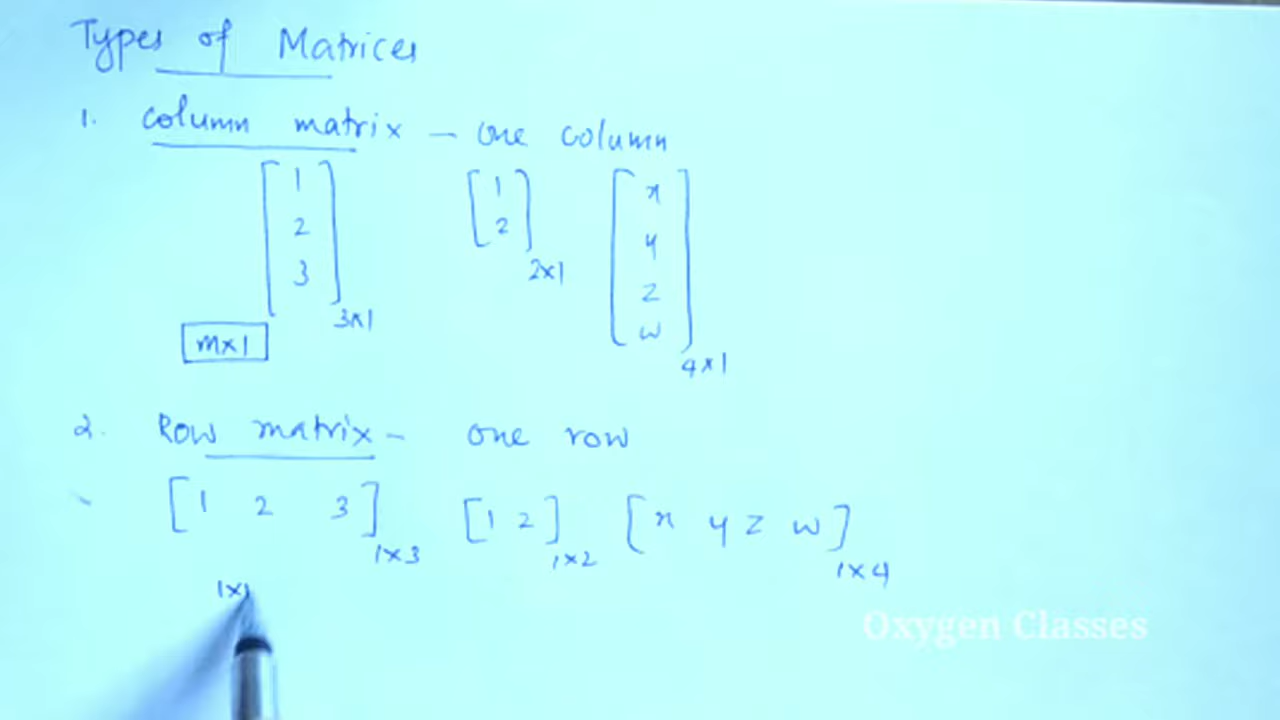 Types of Matrices
1. Column matrix – one column
[1 2 3] 3x1 [1 2] 2x1 [x y z w] 4x1
mx1
2. Row matrix – one row
[1 2 3] 1x3 [1 2] 1x2 [x y z w] 1x4
1x
Oxygen Classes